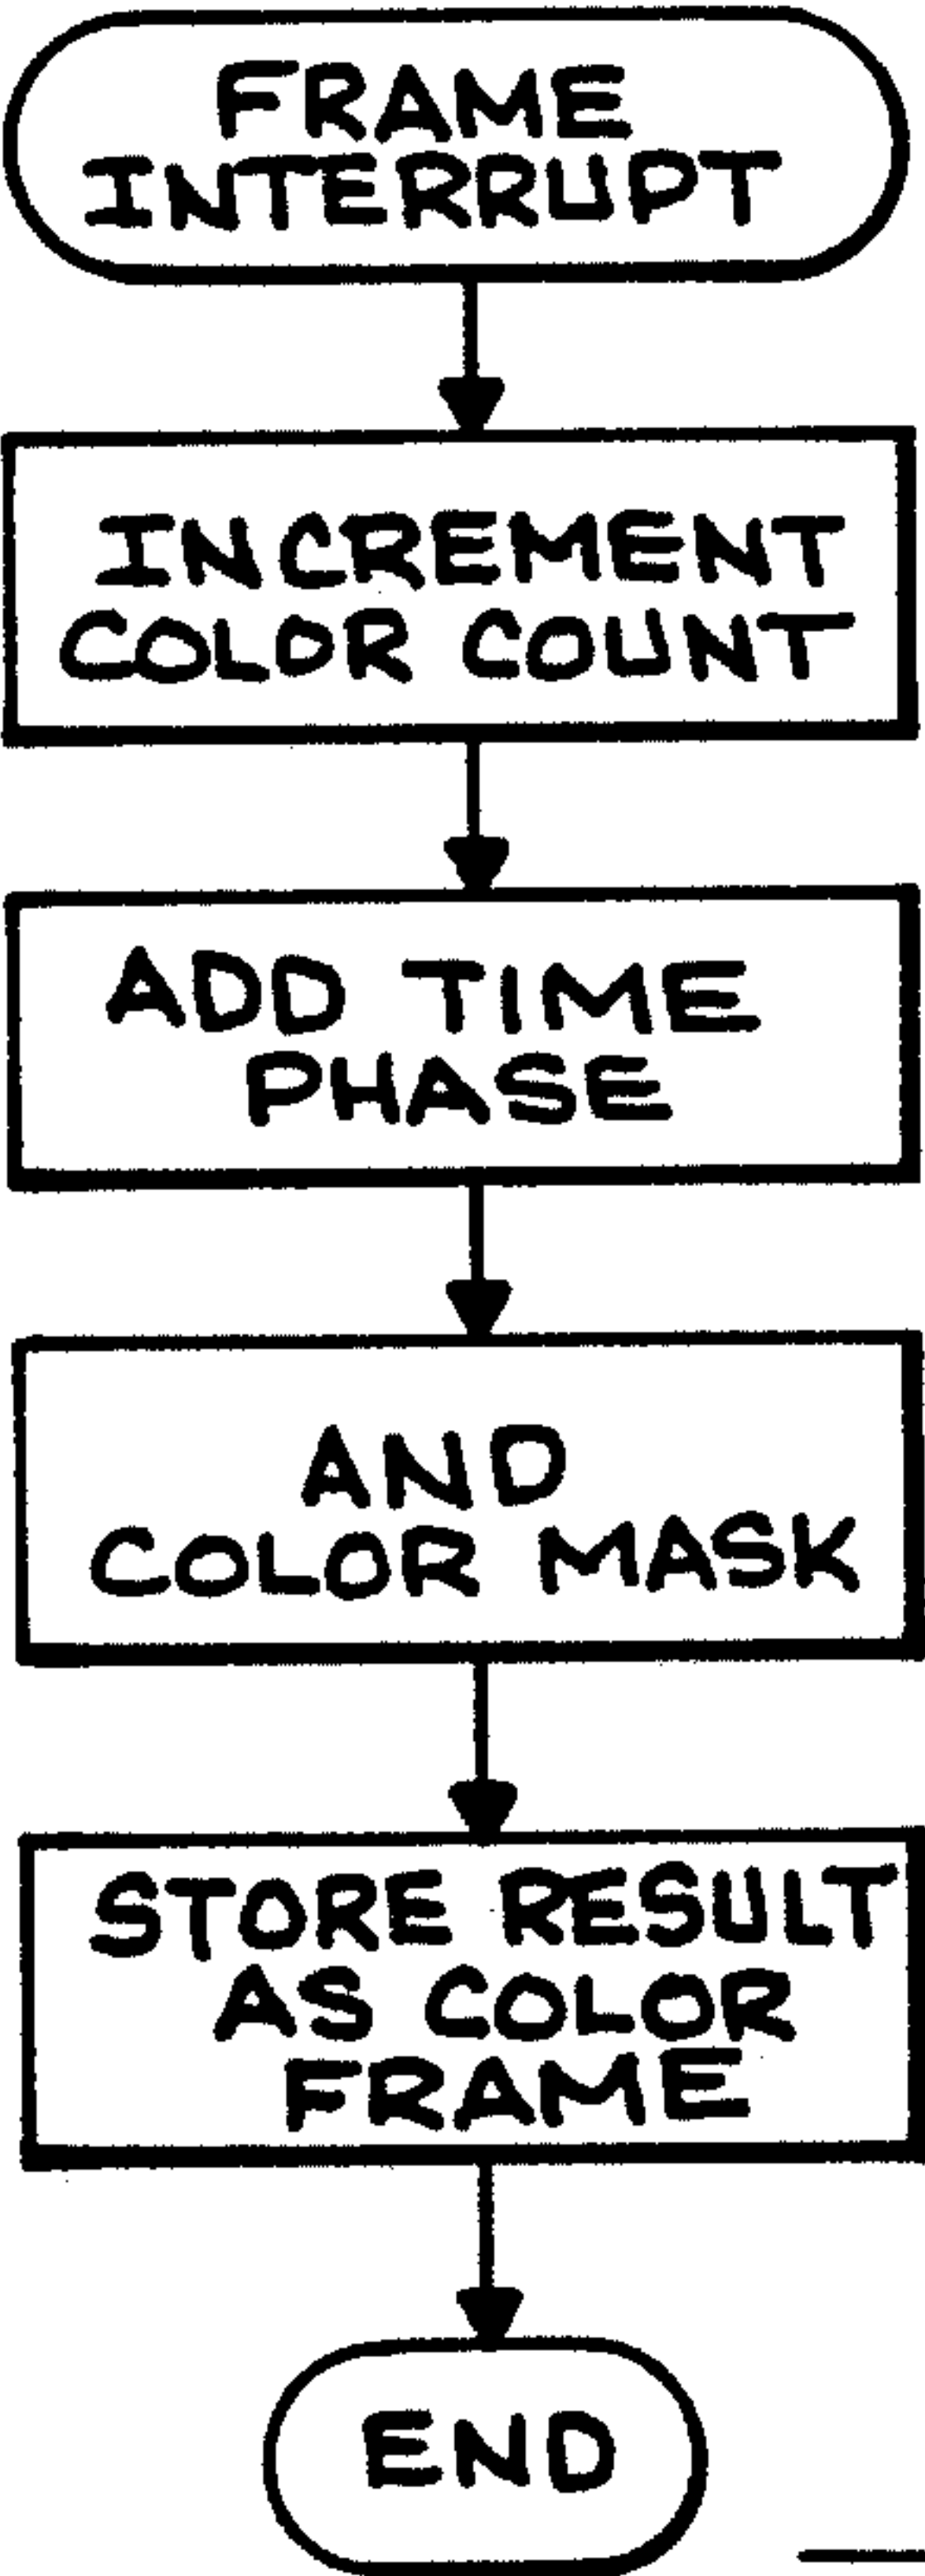 FRAME
INTERRUPT
INCREMENT
COLOR COUNT
ADD TIME
PHASE
AND
COLOR MASK
STORE RESULT
AS COLOR
FRAME
END